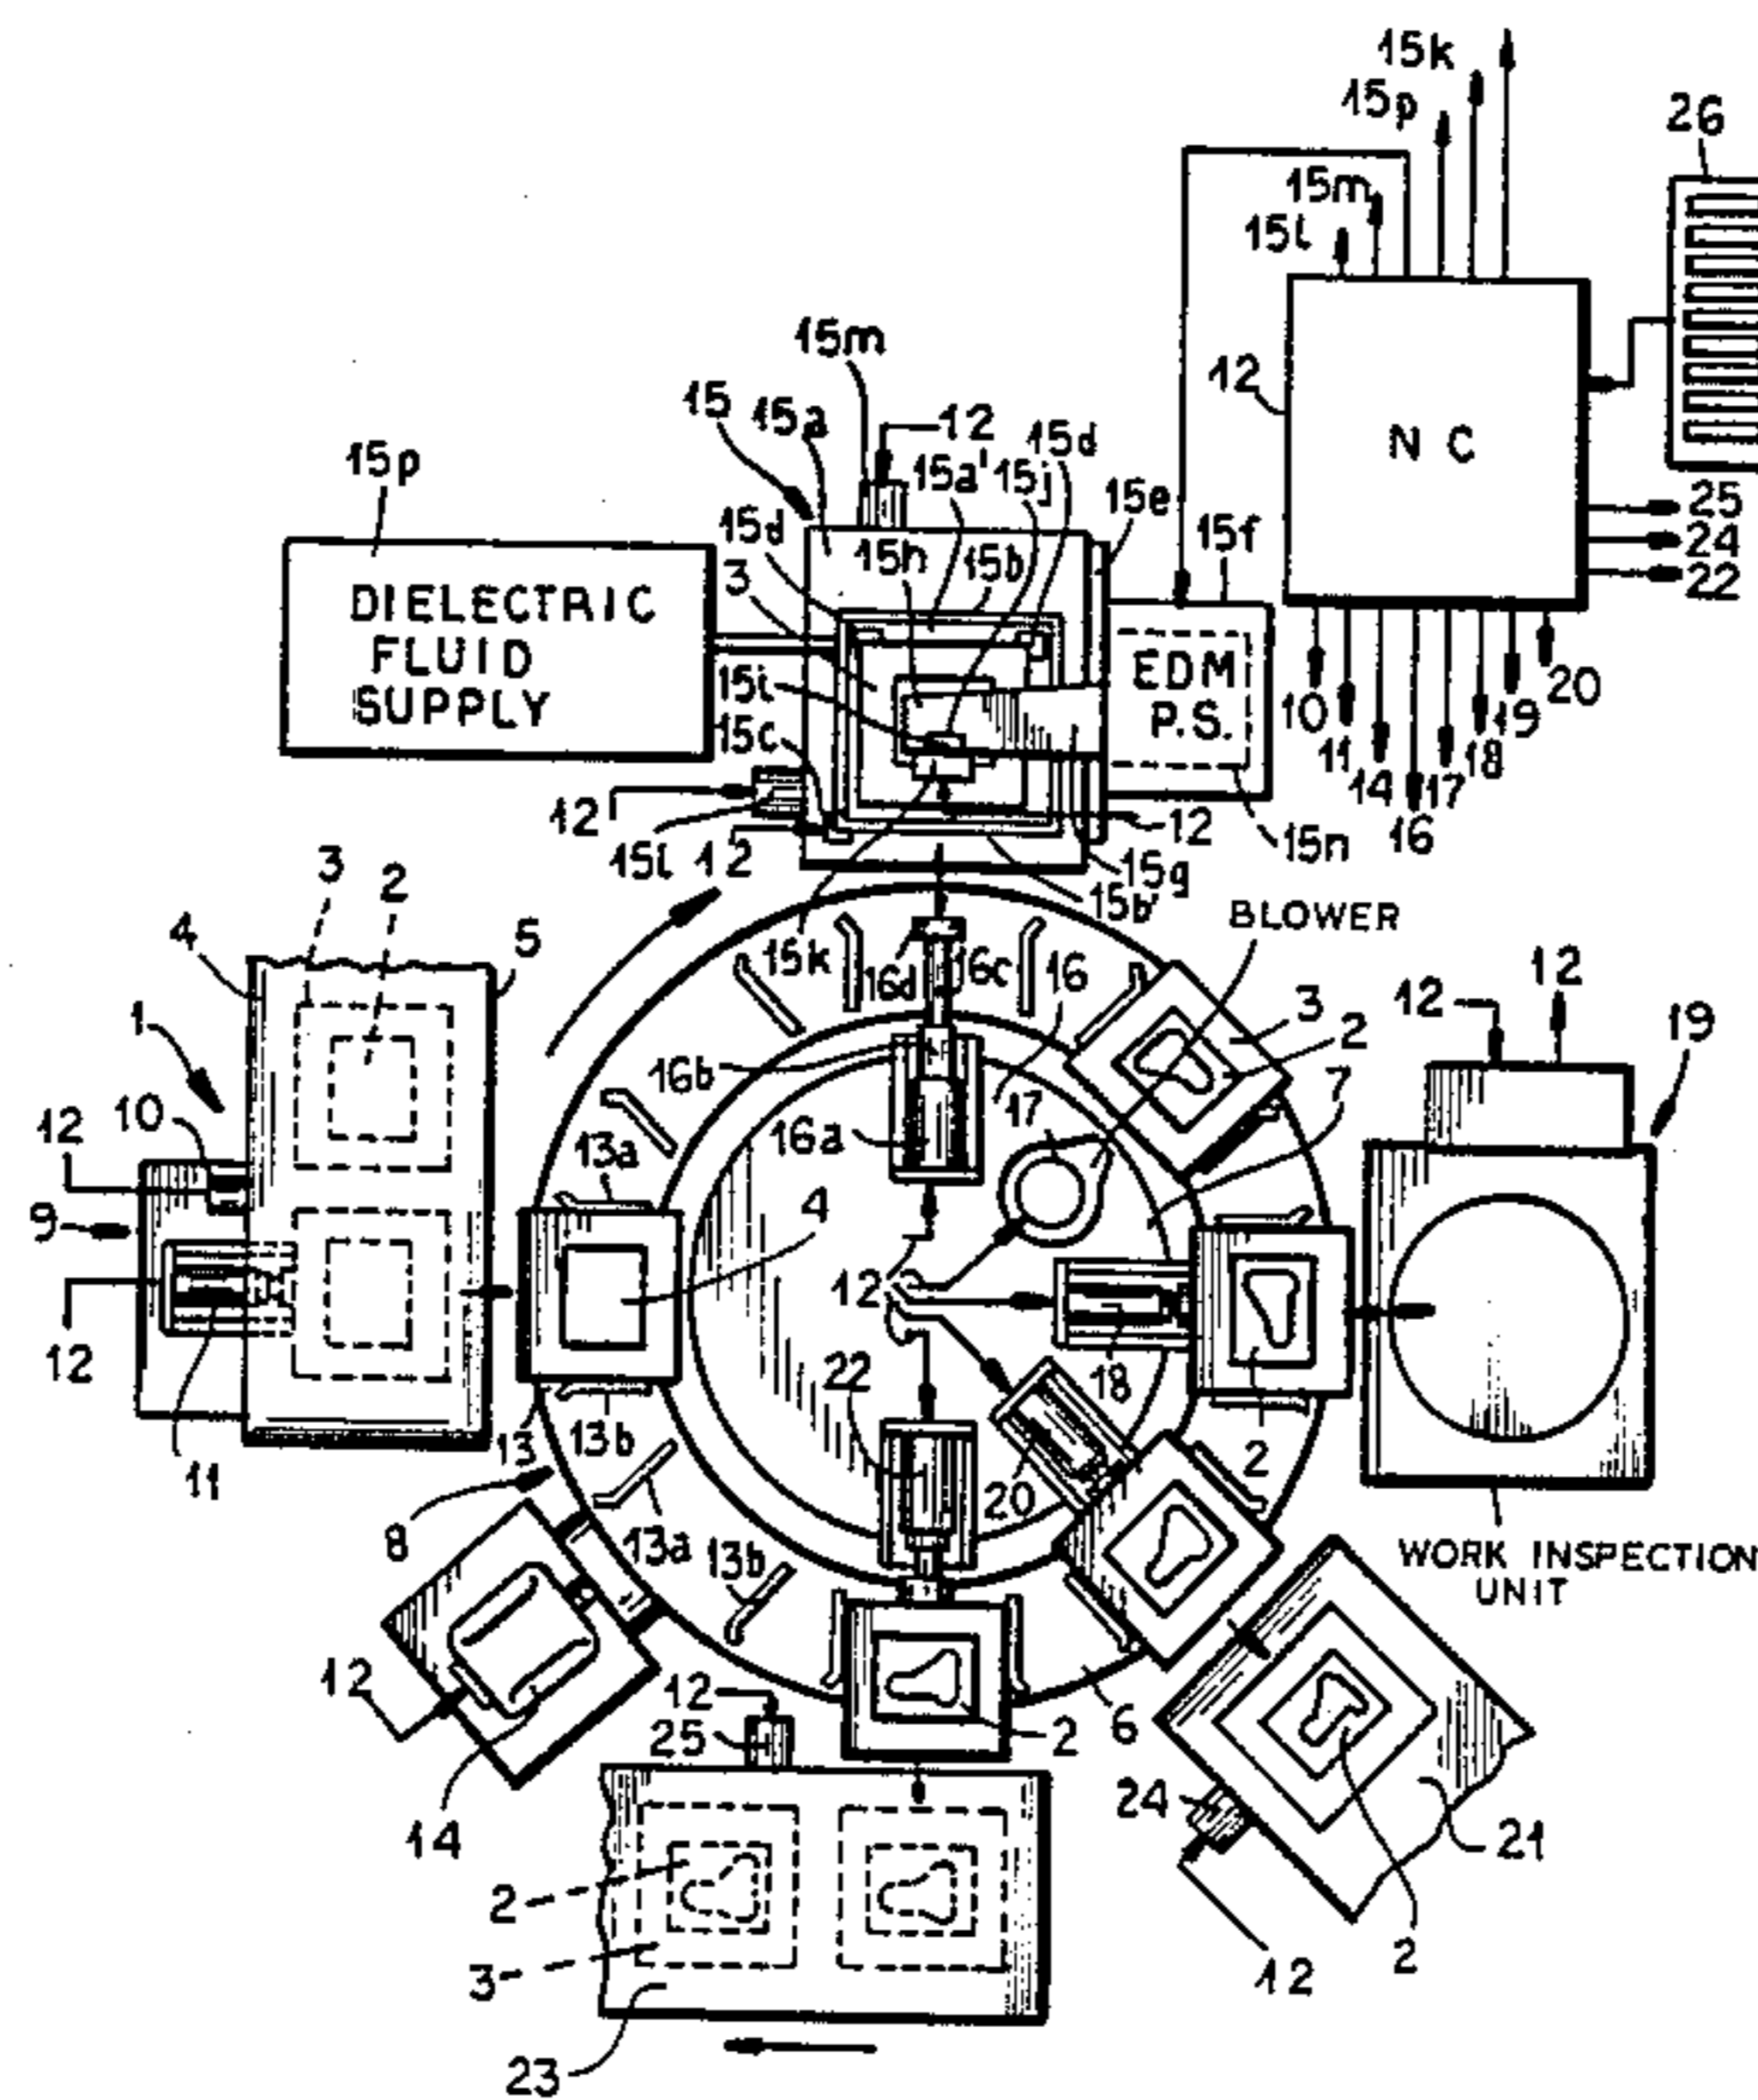 15k
15p
26
15m
15l
12
NC
25
24
22
10
11
14
16
17
18
19
20
15m
15
15a
12
15d
15a'
15j
15e
15p
15d
15h
15b
15f
3
DIELECTRIC
FLUID
SUPPLY
EDM
P.S.
15i
15c
12
15l
12
12
15n
15g
15b'
BLOWER
3
2
4
5
15k
16d
16c
16
3
2
12
12
19
1
16b
7
10
12
17
16a
13a
4
9
12
12
18
22
11
13
13b
2
20
8
13a
13b
WORK INSPECTION
UNIT
12
12
25
2
6
14
24
21
2
3
2
12
23